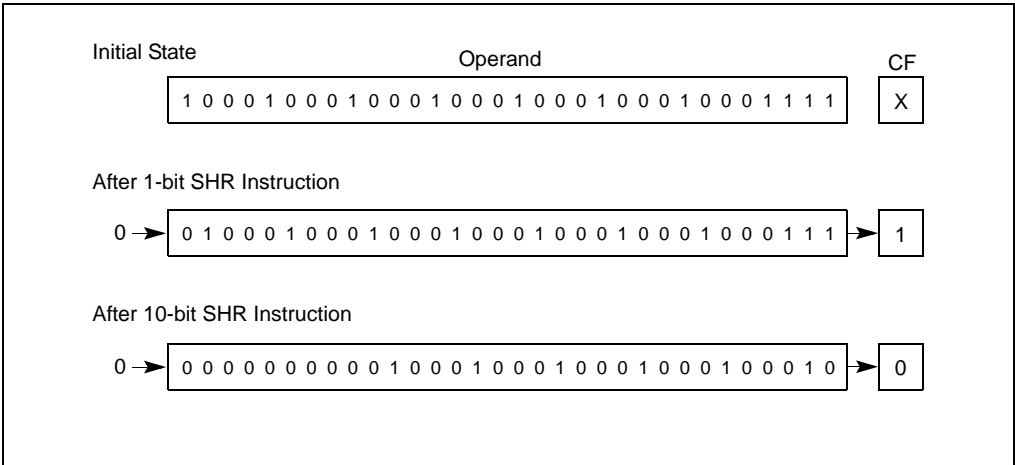 Initial State
Operand
CF
1 0 0 0 1 0 0 0 1 0 0 0 1 0 0 0 1 0 0 0 1 0 0 0 1 0 0 0 1 1 1 1
X
After 1-bit SHR Instruction
0
0 1 0 0 0 1 0 0 0 1 0 0 0 1 0 0 0 1 0 0 0 1 0 0 0 1 0 0 0 1 1 1
1
After 10-bit SHR Instruction
0
0 0 0 0 0 0 0 0 0 0 1 0 0 0 1 0 0 0 1 0 0 0 1 0 0 0 1 0 0 0 1 0
0